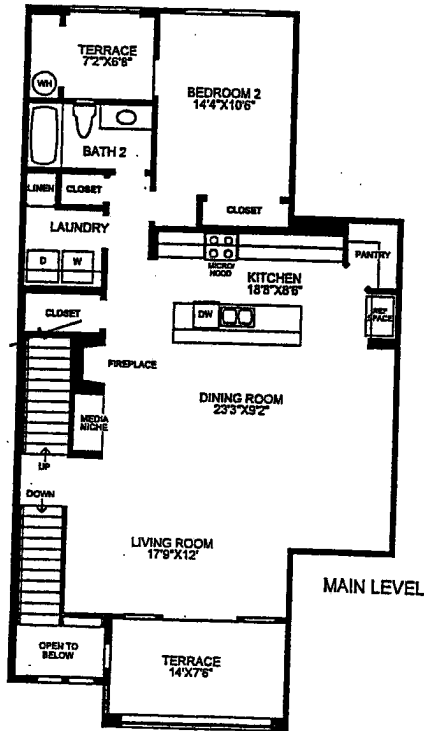 TERRACE
7'2"X6'8"
WH
BEDROOM 2
14'4"X10'6"
BATH 2
LINEN
CLOSET
CLOSET
LAUNDRY
D
W
MICRO/
HOOD
KITCHEN
18'8"X8'6"
PANTRY
CLOSET
DW
REF
SPACE
FIREPLACE
DINING ROOM
23'3"X9'2"
MEDIA
NICHE
UP
DOWN
LIVING ROOM
17'9"X12'
MAIN LEVEL
OPEN TO
BELOW
TERRACE
14'X7'6"